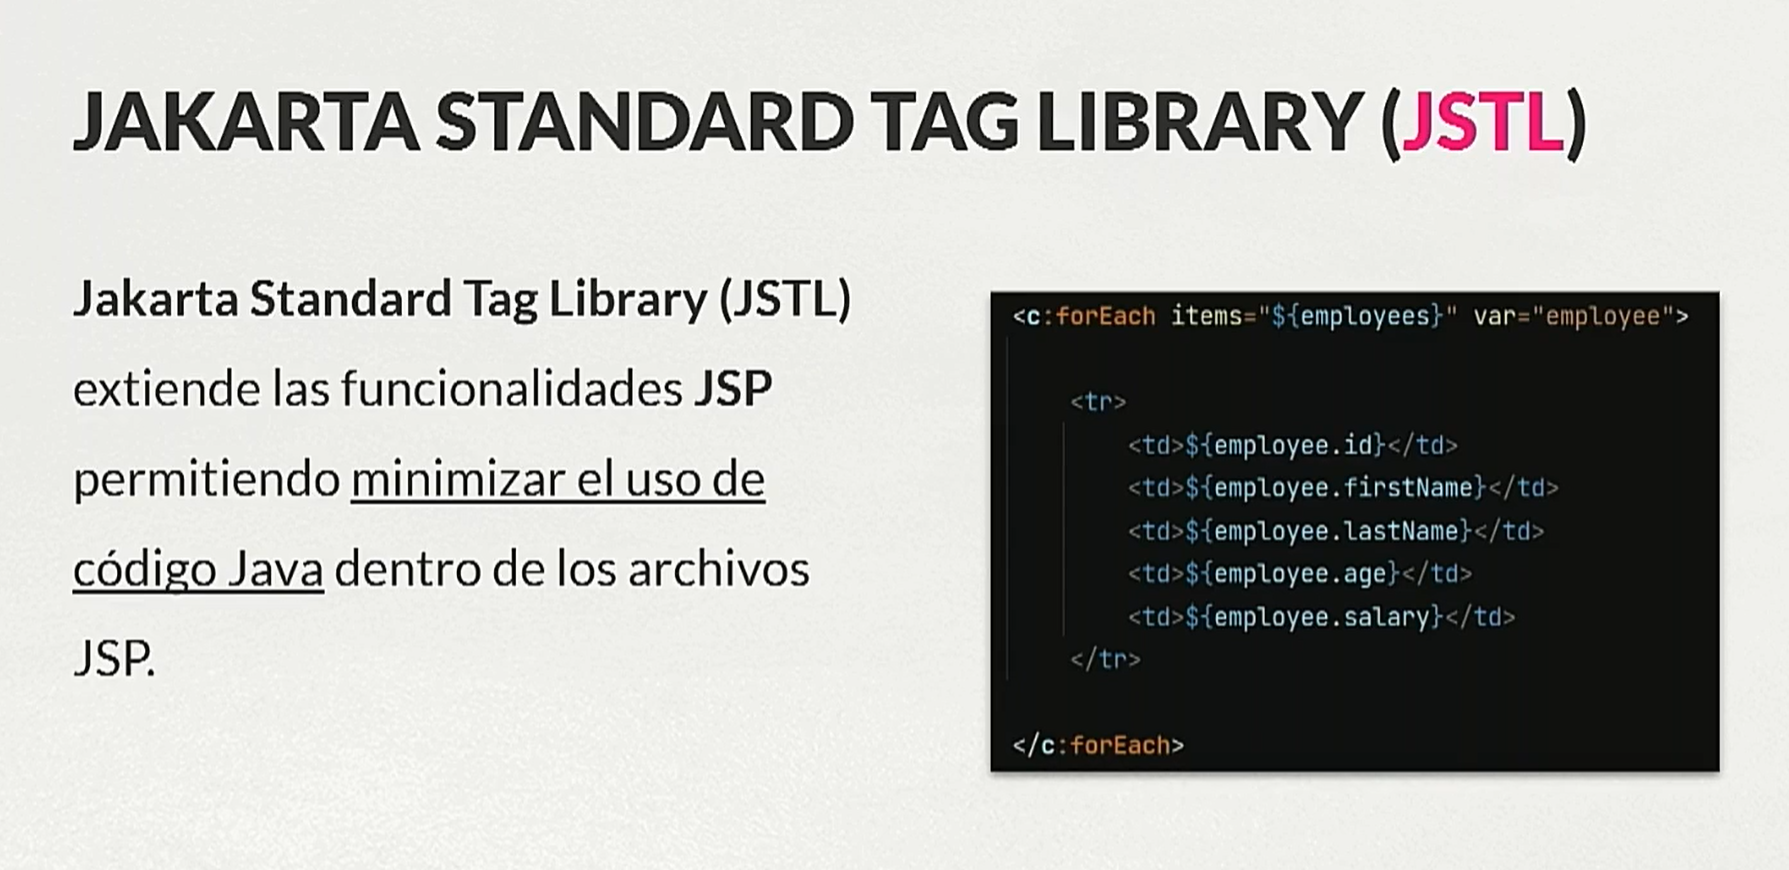 JAKARTA STANDARD TAG LIBRARY (JSTL)
Jakarta Standard Tag Library (JSTL)
extiende las funcionalidades JSP
permitiendo minimizar el uso de
código Java dentro de los archivos
JSP.
<c:forEach items="${employees}" var="employee">
<tr>
<td>${employee.id}</td>
<td>${employee.firstName}</td>
<td>${employee.lastName}</td>
<td>${employee.age}</td>
<td>${employee.salary}</td>
</tr>
</c:forEach>